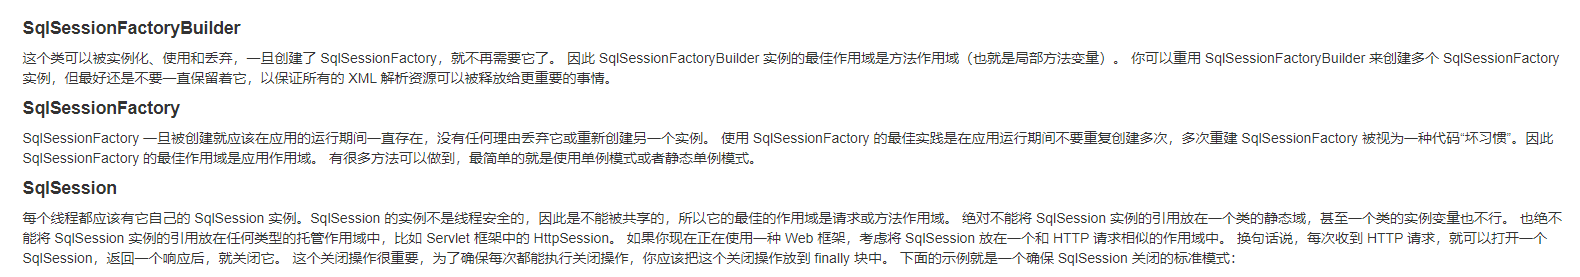 SqlSessionFactoryBuilder
这个类可以被实例化、使用和丢弃，一旦创建了 SqlSessionFactory，就不再需要它了。 因此 SqlSessionFactoryBuilder 实例的最佳作用域是方法作用域（也就是局部方法变量）。 你可以重用 SqlSessionFactoryBuilder 来创建多个 SqlSessionFactory
实例，但最好还是不要一直保留着它，以保证所有的 XML 解析资源可以被释放给更重要的事情。
SqlSessionFactory
SqlSessionFactory 一旦被创建就应该在应用的运行期间一直存在，没有任何理由丢弃它或重新创建另一个实例。 使用 SqlSessionFactory 的最佳实践是在应用运行期间不要重复创建多次，多次重建 SqlSessionFactory 被视为一种代码“坏习惯”。因此
SqlSessionFactory 的最佳作用域是应用作用域。 有很多方法可以做到，最简单的就是使用单例模式或者静态单例模式。
SqlSession
每个线程都应该有它自己的 SqlSession 实例。SqlSession 的实例不是线程安全的，因此是不能被共享的，所以它的最佳的作用域是请求或方法作用域。 绝对不能将 SqlSession 实例的引用放在一个类的静态域，甚至一个类的实例变量也不行。 也绝不
能将 SqlSession 实例的引用放在任何类型的托管作用域中，比如 Servlet 框架中的 HttpSession。 如果你现在正在使用一种 Web 框架，考虑将 SqlSession 放在一个和 HTTP 请求相似的作用域中。 换句话说，每次收到 HTTP 请求，就可以打开一个
SqlSession，返回一个响应后，就关闭它。 这个关闭操作很重要，为了确保每次都能执行关闭操作，你应该把这个关闭操作放到 finally 块中。 下面的示例就是一个确保 SqlSession 关闭的标准模式：